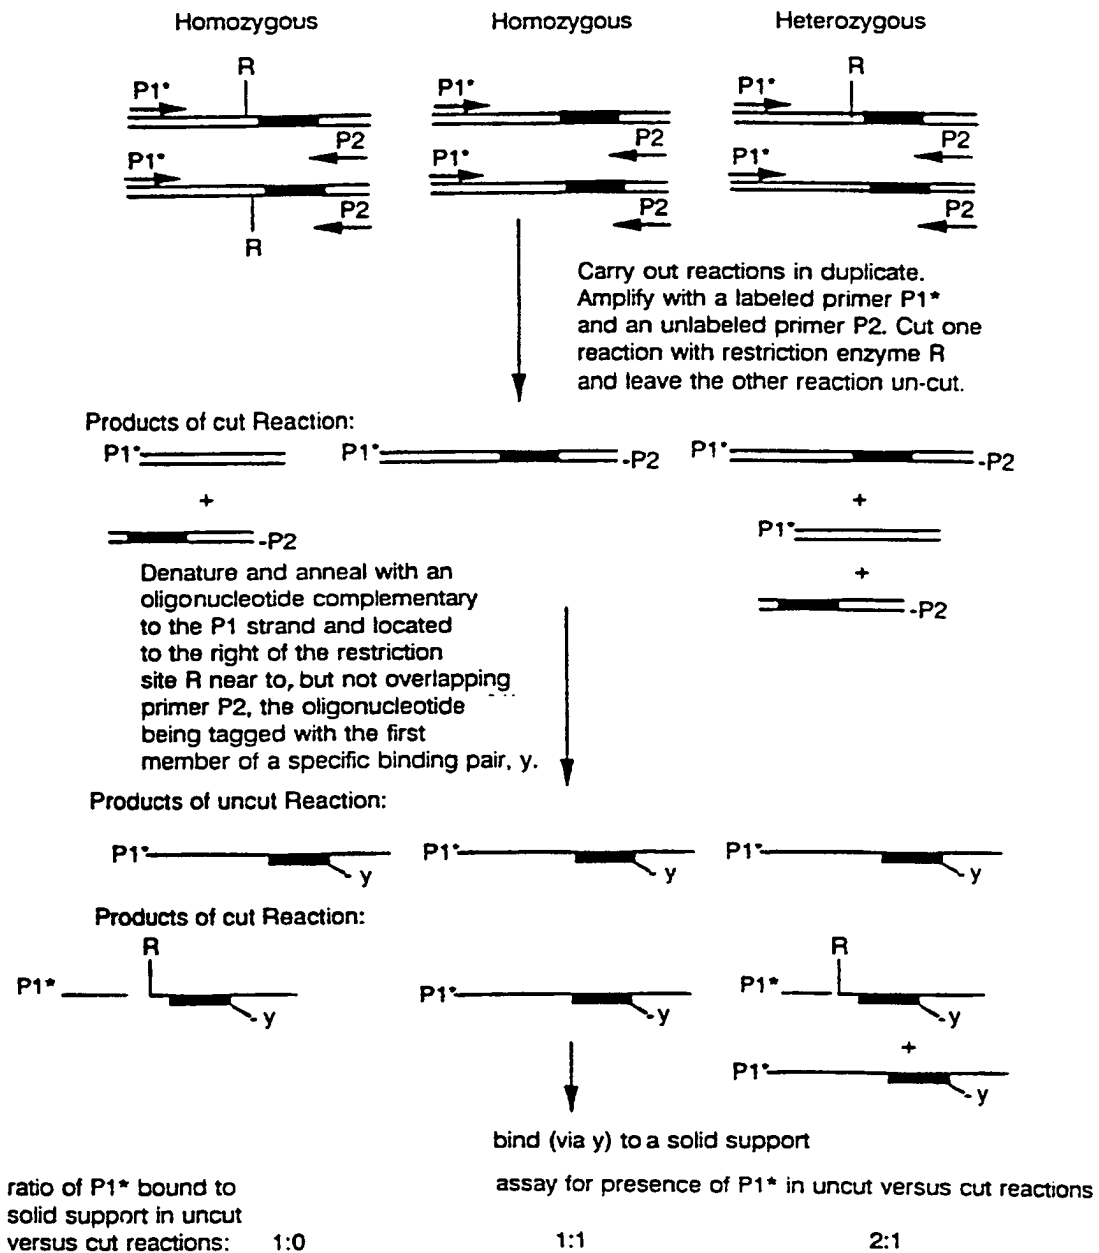 Homozygous Homozygous Heterozygous
R R
P1* P1* P1*
P2 P2 P2
P1* P1* P1*
P2 P2 P2
R
Carry out reactions in duplicate.
Amplify with a labeled primer P1*
and an unlabeled primer P2. Cut one
reaction with restriction enzyme R
and leave the other reaction un-cut.
Products of cut Reaction:
P1* P1* -P2 P1* -P2
+ +
-P2 P1*
+
-P2
Denature and anneal with an
oligonucleotide complementary
to the P1 strand and located
to the right of the restriction
site R near to, but not overlapping
primer P2, the oligonucleotide
being tagged with the first
member of a specific binding pair, y.
Products of uncut Reaction:
P1* P1* P1*
y y y
Products of cut Reaction:
R R
P1* P1* P1*
y y y
+
P1*
y
bind (via y) to a solid support
assay for presence of P1* in uncut versus cut reactions
ratio of P1* bound to
solid support in uncut
versus cut reactions: 1:0 1:1 2:1